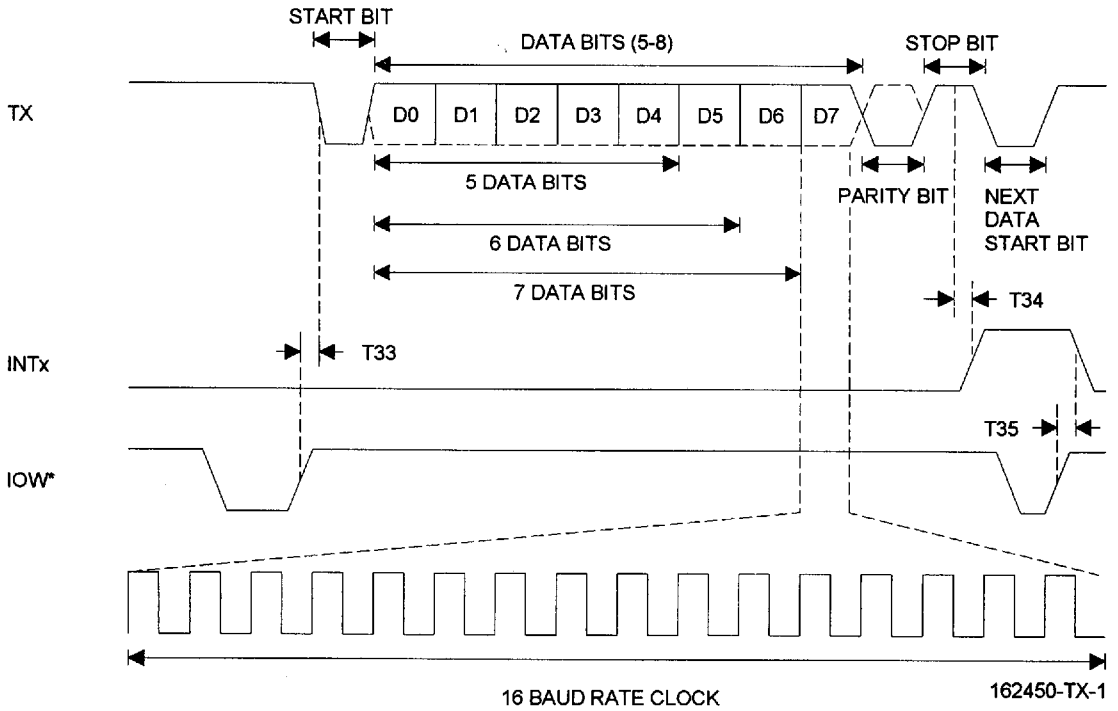 START BIT
DATA BITS (5-8)
STOP BIT
TX
D0 D1 D2 D3 D4 D5 D6 D7
5 DATA BITS
PARITY BIT
NEXT
DATA
START BIT
6 DATA BITS
7 DATA BITS
T34
T33
INTx
T35
IOW*
16 BAUD RATE CLOCK
162450-TX-1